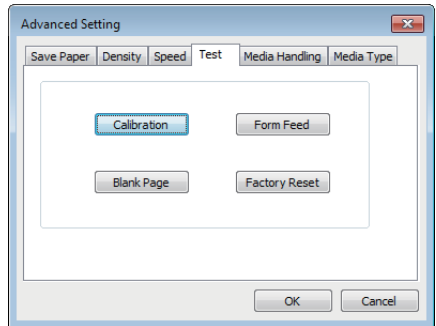 Advanced Setting
Save Paper Density Speed Test Media Handling Media Type
Calibration Form Feed
Blank Page Factory Reset
OK Cancel